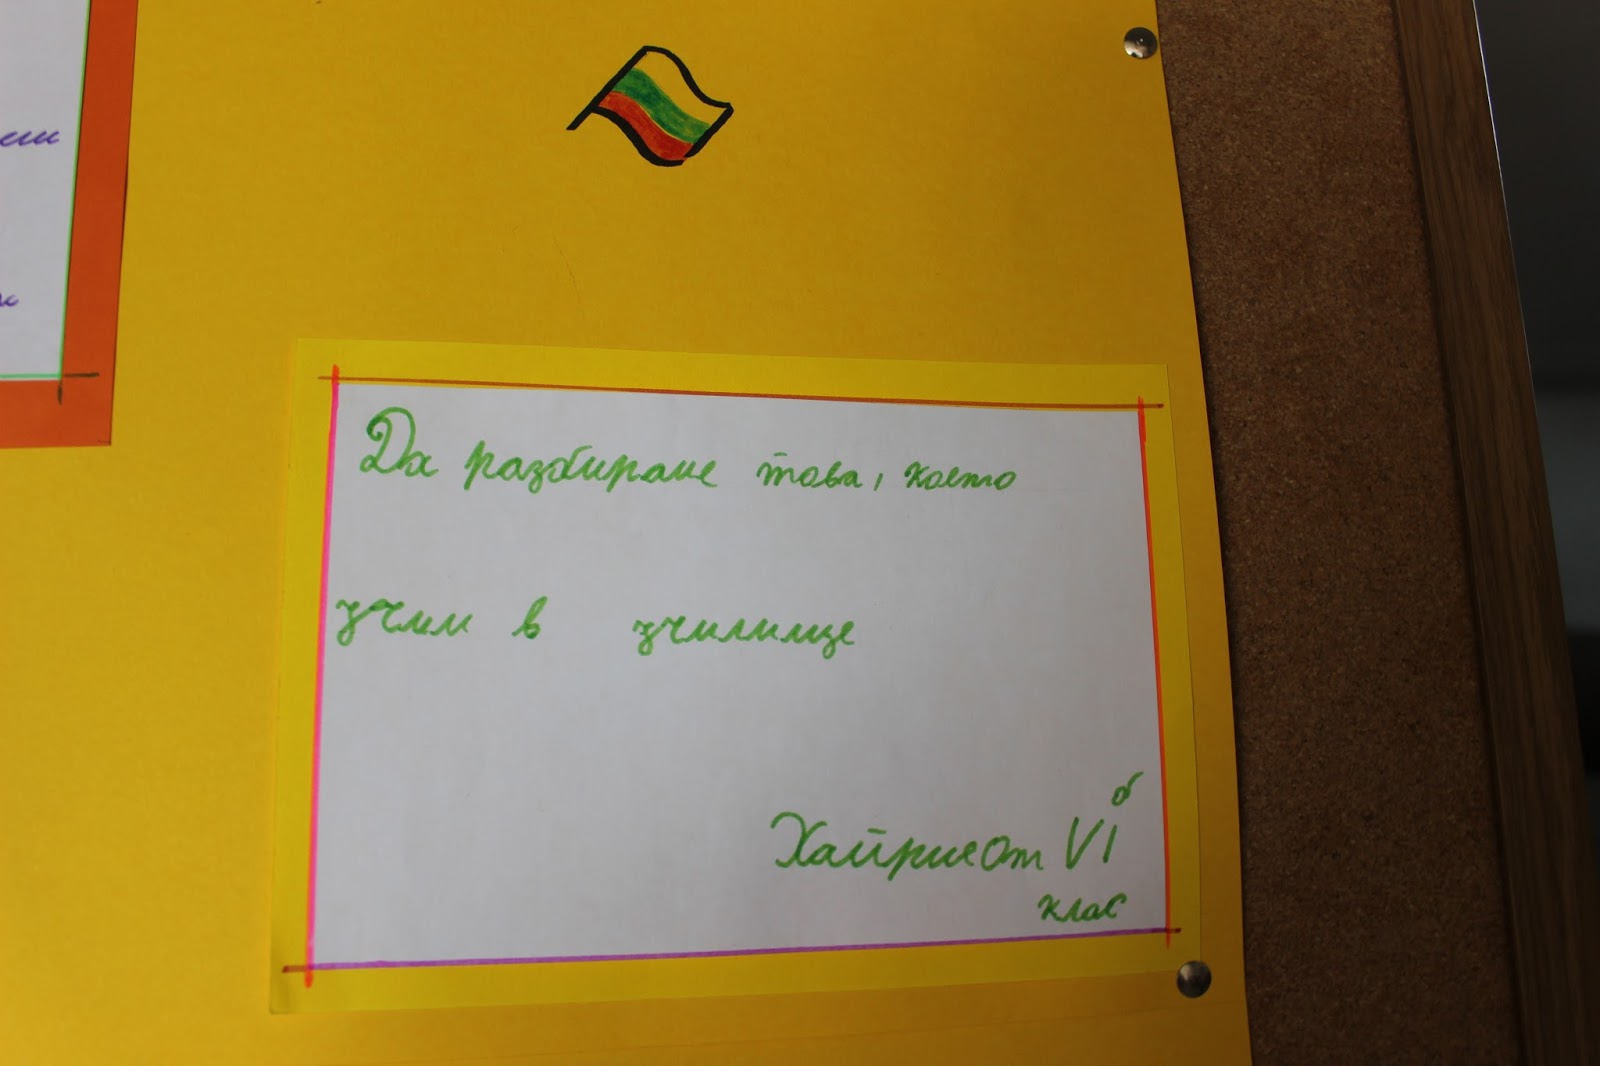 Да разбираме това, което
учим в училище
б
Хайрие от VI
клас